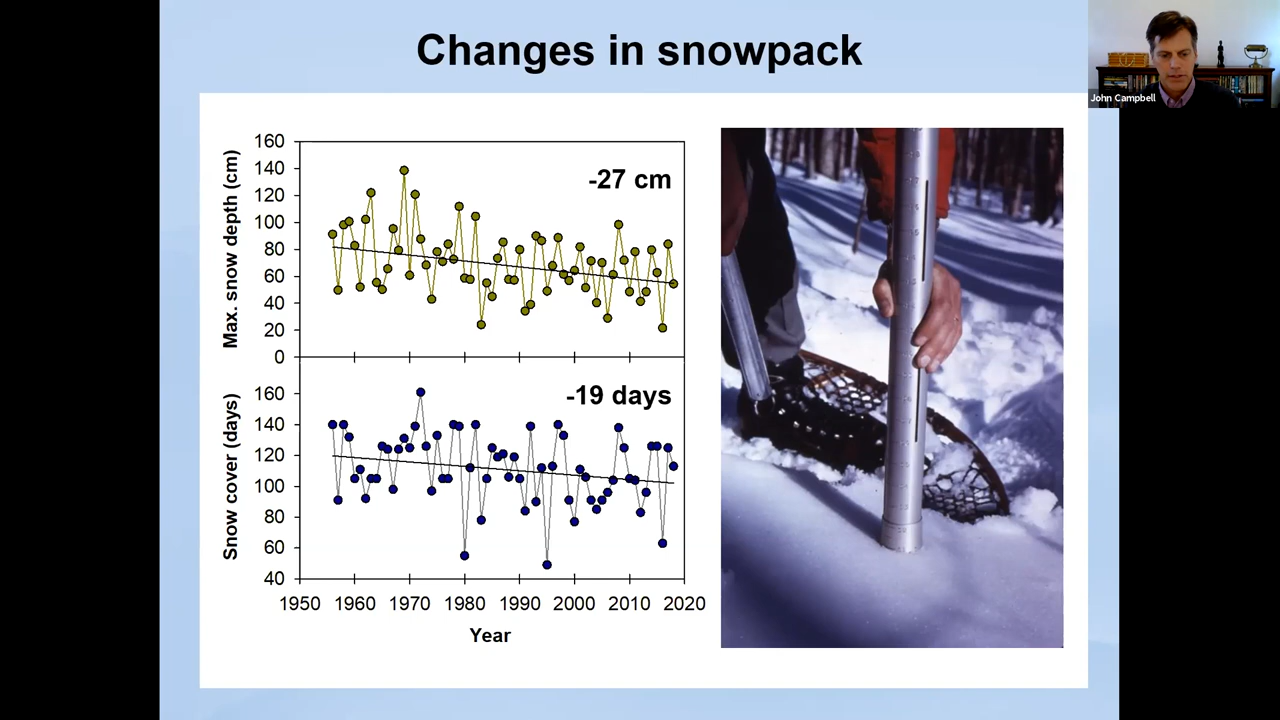 Changes in snowpack
John Campbell
Max. snow depth (cm)
160
140
120
100
80
60
40
20
0
-27 cm
Snow cover (days)
160
140
120
100
80
60
40
-19 days
1950 1960 1970 1980 1990 2000 2010 2020
Year